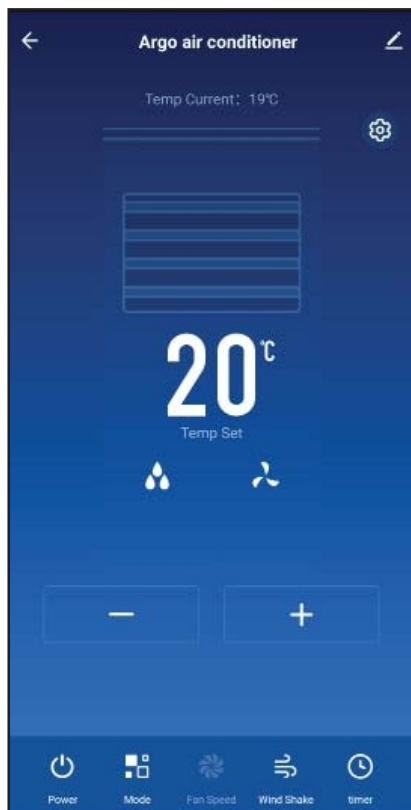 Argo air conditioner
Temp Current: 19℃
20℃
Temp Set
− +
Power Mode Fan Speed Wind Shake timer